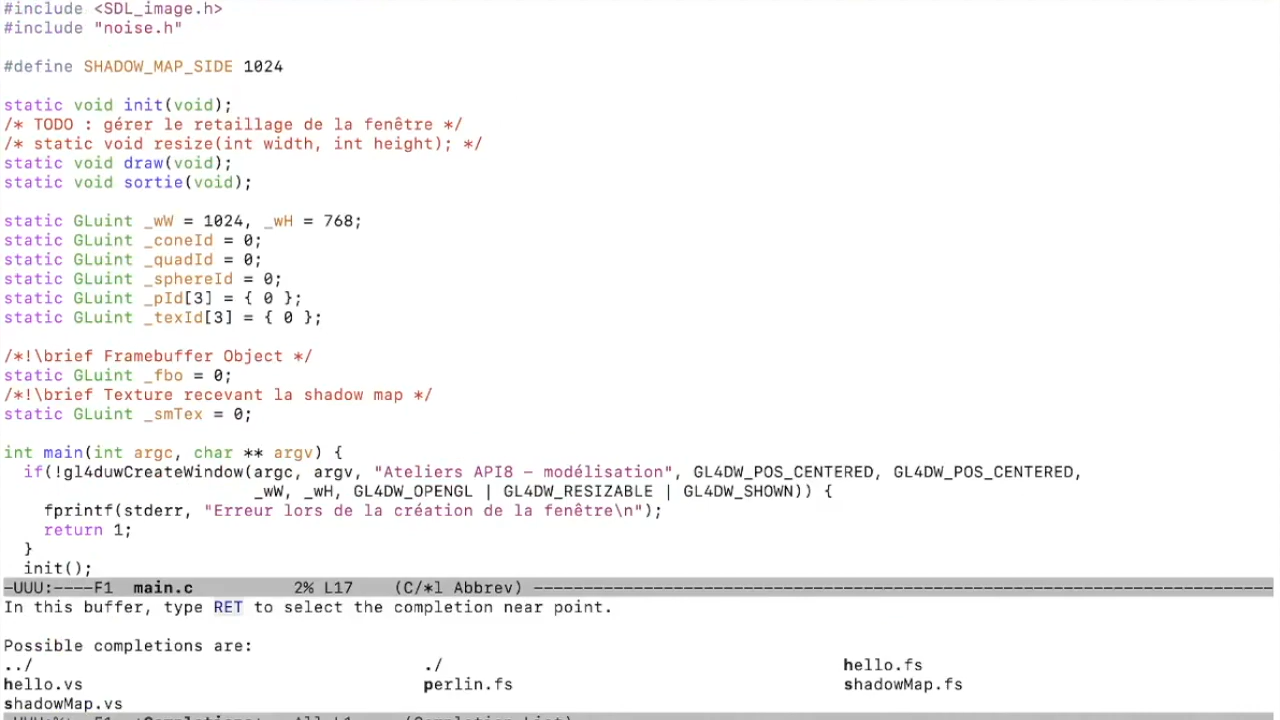 #include <SDL_image.h>
#include "noise.h"
#define SHADOW_MAP_SIDE 1024
static void init(void);
/* TODO : gérer le retaillage de la fenêtre */
/* static void resize(int width, int height); */
static void draw(void);
static void sortie(void);
static GLuint _wW = 1024, _wH = 768;
static GLuint _coneId = 0;
static GLuint _quadId = 0;
static GLuint _sphereId = 0;
static GLuint _pId[3] = { 0 };
static GLuint _texId[3] = { 0 };
/*!\brief Framebuffer Object */
static GLuint _fbo = 0;
/*!\brief Texture recevant la shadow map */
static GLuint _smTex = 0;
int main(int argc, char ** argv) {
  if(!gl4duwCreateWindow(argc, argv, "Ateliers API8 - modélisation", GL4DW_POS_CENTERED, GL4DW_POS_CENTERED,
                         _wW, _wH, GL4DW_OPENGL | GL4DW_RESIZABLE | GL4DW_SHOWN)) {
    fprintf(stderr, "Erreur lors de la création de la fenêtre\n");
    return 1;
  }
  init();
-UUU:----F1  main.c          2% L17    (C/*l Abbrev) --------------------------------------------------------------------------
In this buffer, type RET to select the completion near point.
Possible completions are:
../ ./ hello.fs
hello.vs perlin.fs shadowMap.fs
shadowMap.vs
-UUU:%*--F1  *Completions*   All L1    (Completion List)